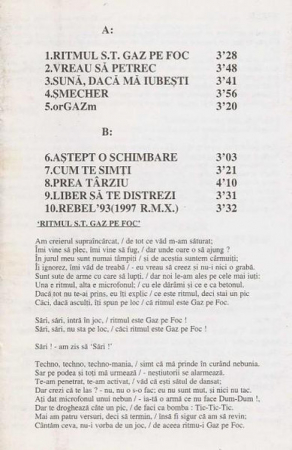 A:
1.RITMUL S.T. GAZ PE FOC 3'28
2.VREAU SĂ PETREC 3'48
3.SUNĂ, DACĂ MĂ IUBEȘTI 3'41
4.ȘMECHER 3'56
5.orGAZm 3'20
B:
6.AȘTEPT O SCHIMBARE 3'03
7.CUM TE SIMȚI 3'21
8.PREA TÂRZIU 4'10
9.LIBER SĂ TE DISTREZI 3'31
10.REBEL'93(1997 R.M.X.) 3'32
'RITMUL S.T. GAZ PE FOC'
Am creierul supraîncărcat, / de tot ce văd m-am săturat;
Îmi vine să plec, îmi vine să fug, / dar unde oare o să ajung ?
În jurul meu sunt numai tâmpiți / și de aceștia suntem cârmuiți;
Îi ignorez, îmi văd de treabă / - eu vreau să creez și nu-i nici o grabă.
Sunt sute de arme cu care să lupți, / dar noi le-am ales pe cele mai iuți:
Una e ritmul, alta e microfonul; / cu ele dărâmi și ce e ca betonul.
Dacă tot nu te-ai prins, eu îți explic / ce este ritmul, deci stai un pic
Căci, dacă asculți, îți spun pe loc / că ritmul este Gaz pe Foc.
Sări, sări, intră în joc, / ritmul este Gaz pe Foc !
Sări, sări, nu sta pe loc, / căci ritmul este Gaz pe Foc !
Sări ! - am zis să 'Sări !'
Techno, techno, techno-mania, / simt că mă prinde în curând nebunia.
Sar pe podea și toți mă urmează / - neștiutorii se alarmează.
Te-am penetrat, te-am activat, / văd că ești sătul de dansat;
Dar crezi că te las ? - nu, nu o s-o fac; eu nu sunt mut, și nici nu tac.
Ați dat microfonul unui nebun / - ia-tă o armă ce nu face Dum-Dum !,
Dar te droghează câte un pic, / de faci ca bomba : Tic-Tic-Tic.
Mai am patru versuri, deci să termin, / însă fi sigur că am să revin;
Cântăm ceva, nu-i vorba de un joc, / de aceea ritmu-i Gaz pe Foc.